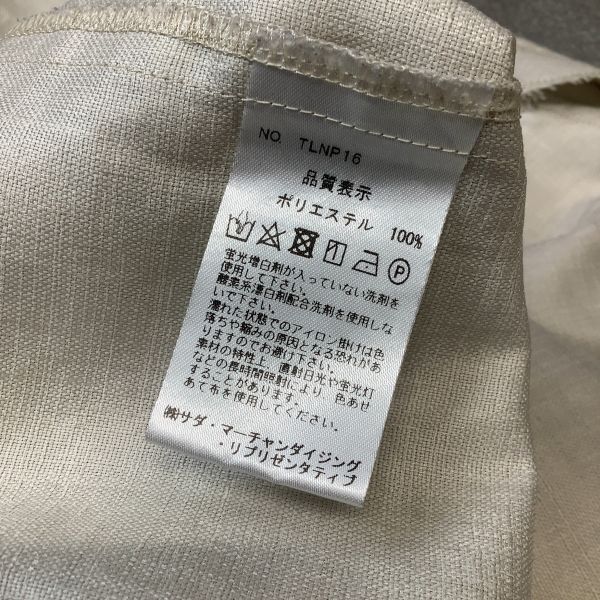 NO. TLNP16
品質表示
ポリエステル 100%
P
蛍光増白剤が入っていない洗剤を
使用して下さい。
酸素系漂白剤配合洗剤を使用しな
いで下さい。
濡れた状態でのアイロン掛けは色
落ちや縮みの原因となる恐れがあ
りますのでお避け下さい。
素材の特性上、直射日光や蛍光灯
などの長時間照射により、色あせ
することがあります。
あて布を使用してください。
㈱サダ・マーチャンダイジング
・リプリゼンタティブ